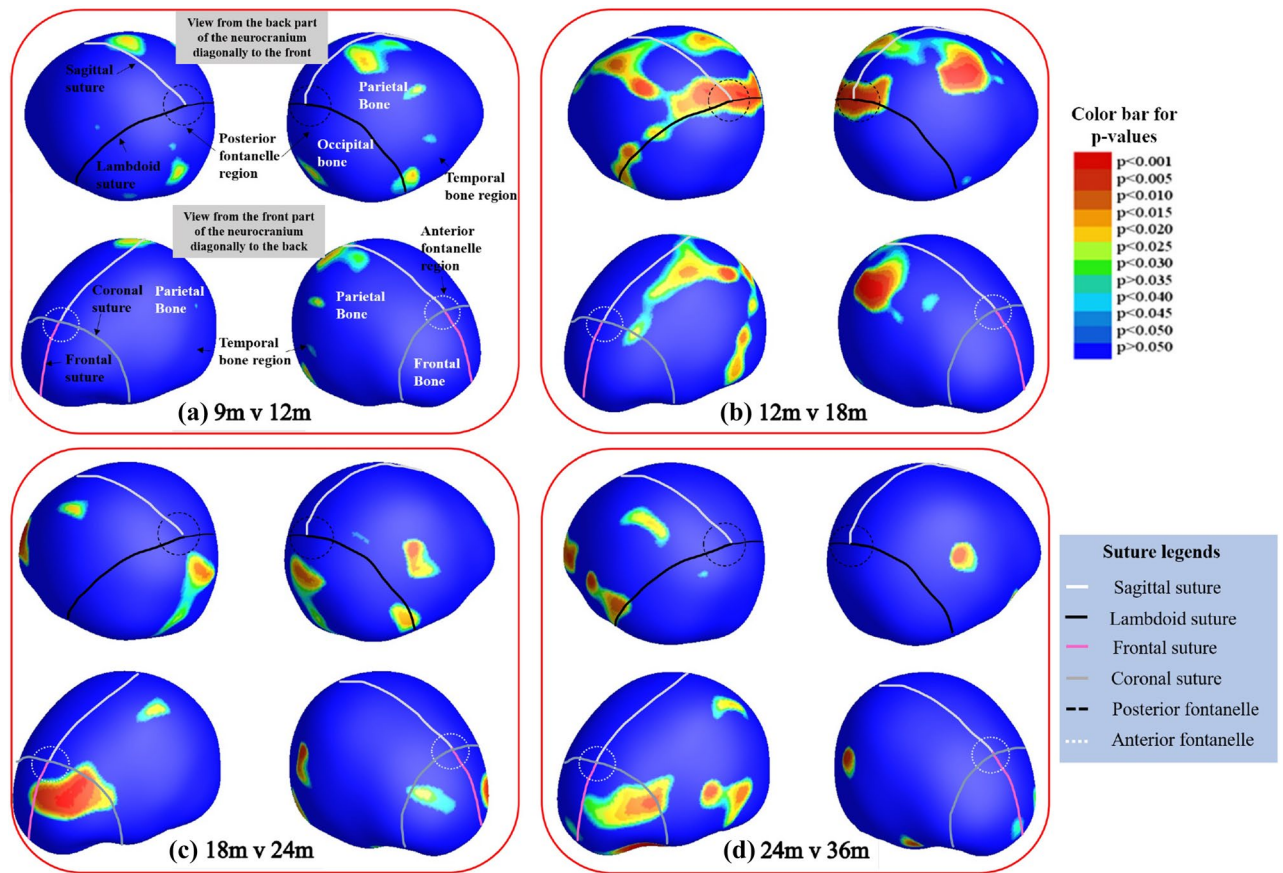 View from the back part
of the neurocranium
diagonally to the front
Sagittal
suture
Parietal
Bone
Posterior
fontanelle
region
Occipital
bone
Lambdoid
suture
Temporal
bone region
View from the front part
of the neurocranium
diagonally to the back
Anterior
fontanelle
region
Coronal
suture
Parietal
Bone
Parietal
Bone
Temporal
bone region
Frontal
suture
Frontal
Bone
(a) 9m v 12m
(b) 12m v 18m
Color bar for
p-values
p<0.001
p<0.005
p<0.010
p<0.015
p<0.020
p<0.025
p<0.030
p>0.035
p<0.040
p<0.045
p<0.050
p>0.050
(c) 18m v 24m
(d) 24m v 36m
Suture legends
Sagittal suture
Lambdoid suture
Frontal suture
Coronal suture
Posterior fontanelle
Anterior fontanelle